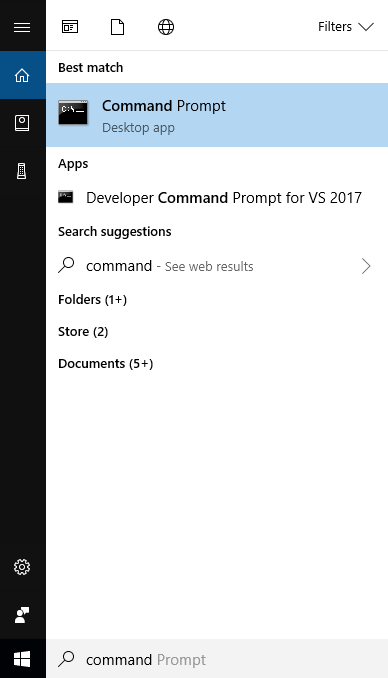 Filters
Best match
Command Prompt
Desktop app
Apps
Developer Command Prompt for VS 2017
Search suggestions
command - See web results
Folders (1+)
Store (2)
Documents (5+)
command Prompt